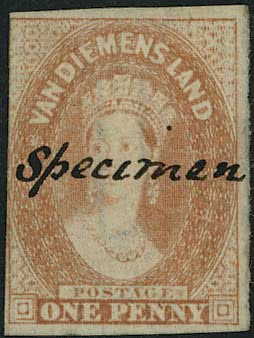 VAN DIEMENS LAND
Specimen
POSTAGE
ONE PENNY